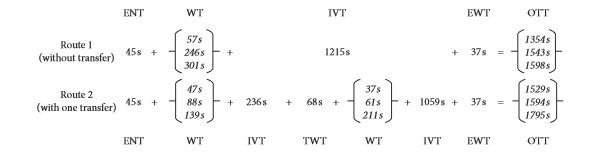 ENT WT IVT EWT OTT
57s 1354s
Route 1 45s + 246s + 1215s + 37s = 1543s
(without transfer) 301s 1598s
47s 37s 1529s
Route 2 45s + 88s + 236s + 68s + 61s + 1059s + 37s = 1594s
(with one transfer) 139s 211s 1795s
ENT WT IVT TWT WT IVT EWT OTT